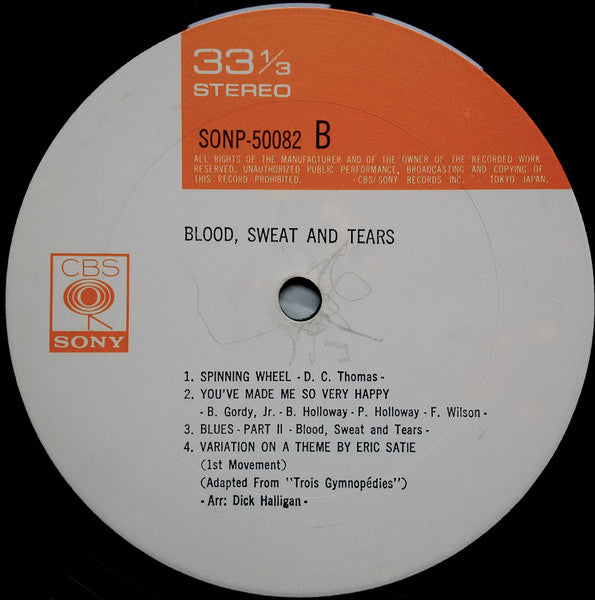 33 1/3
STEREO
SONP-50082 B
ALL RIGHTS OF THE MANUFACTURER AND OF THE OWNER OF THE RECORDED WORK
RESERVED. UNAUTHORIZED PUBLIC PERFORMANCE, BROADCASTING AND COPYING OF
THIS RECORD PROHIBITED. -CBS/SONY RECORDS INC. TOKYO JAPAN.
BLOOD, SWEAT AND TEARS
CBS
SONY
1. SPINNING WHEEL - D. C. Thomas -
2. YOU'VE MADE ME SO VERY HAPPY
- B. Gordy, Jr. - B. Holloway - P. Holloway - F. Wilson -
3. BLUES - PART II - Blood, Sweat and Tears -
4. VARIATION ON A THEME BY ERIC SATIE
(1st Movement)
(Adapted From "Trois Gymnopédies")
- Arr: Dick Halligan -